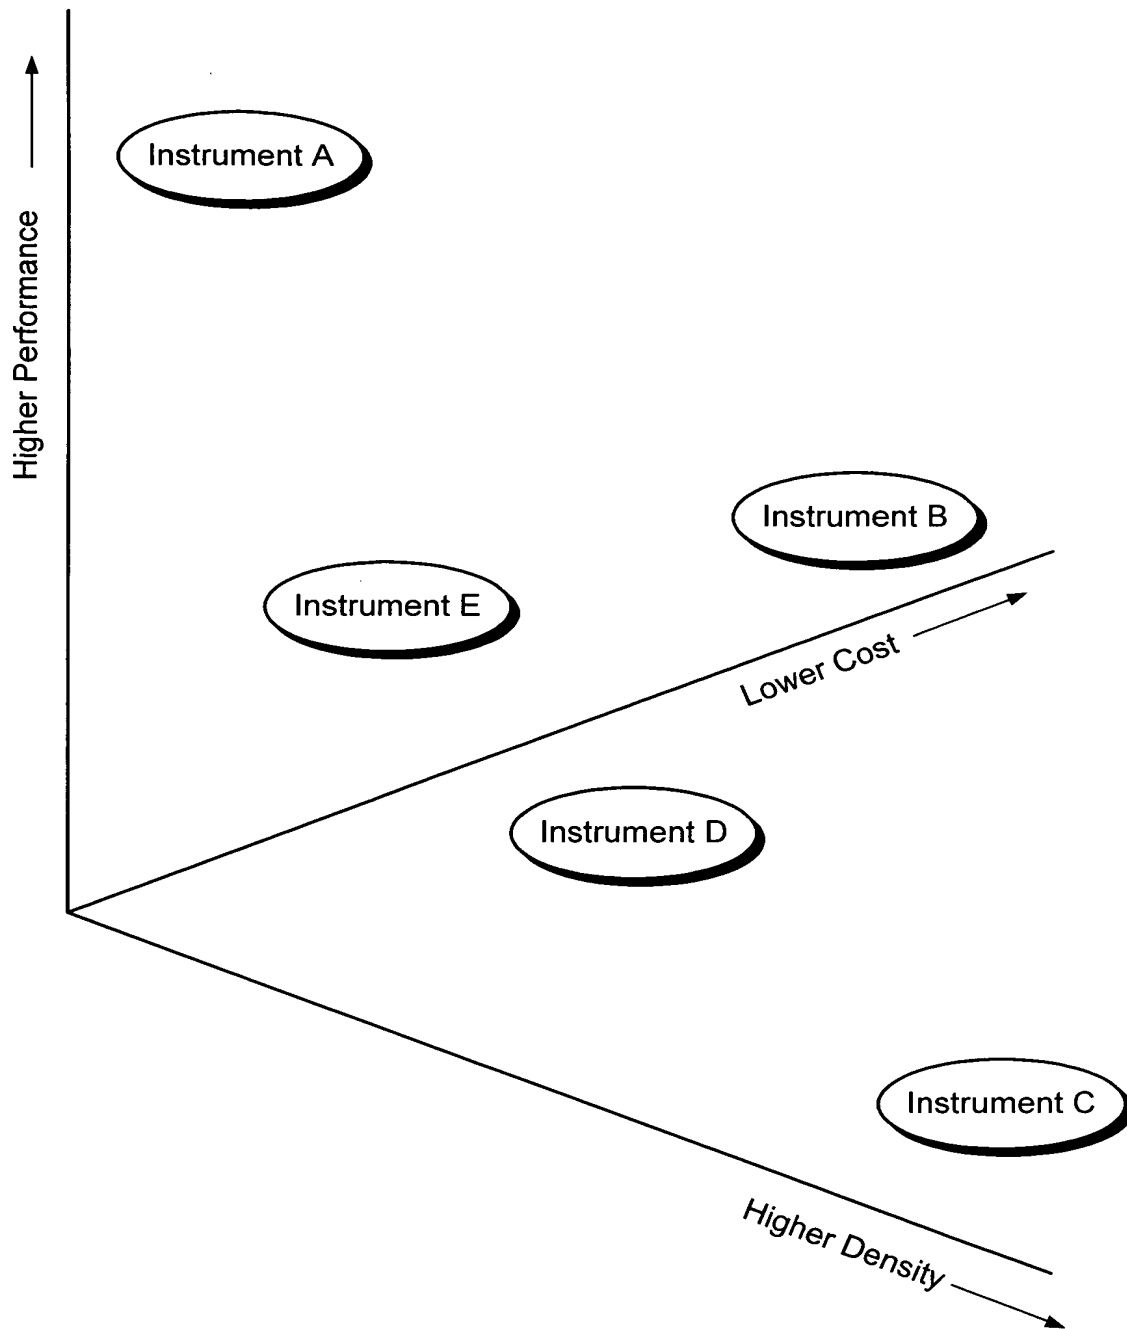 Higher Performance
Instrument A
Instrument B
Instrument E
Lower Cost
Instrument D
Instrument C
Higher Density